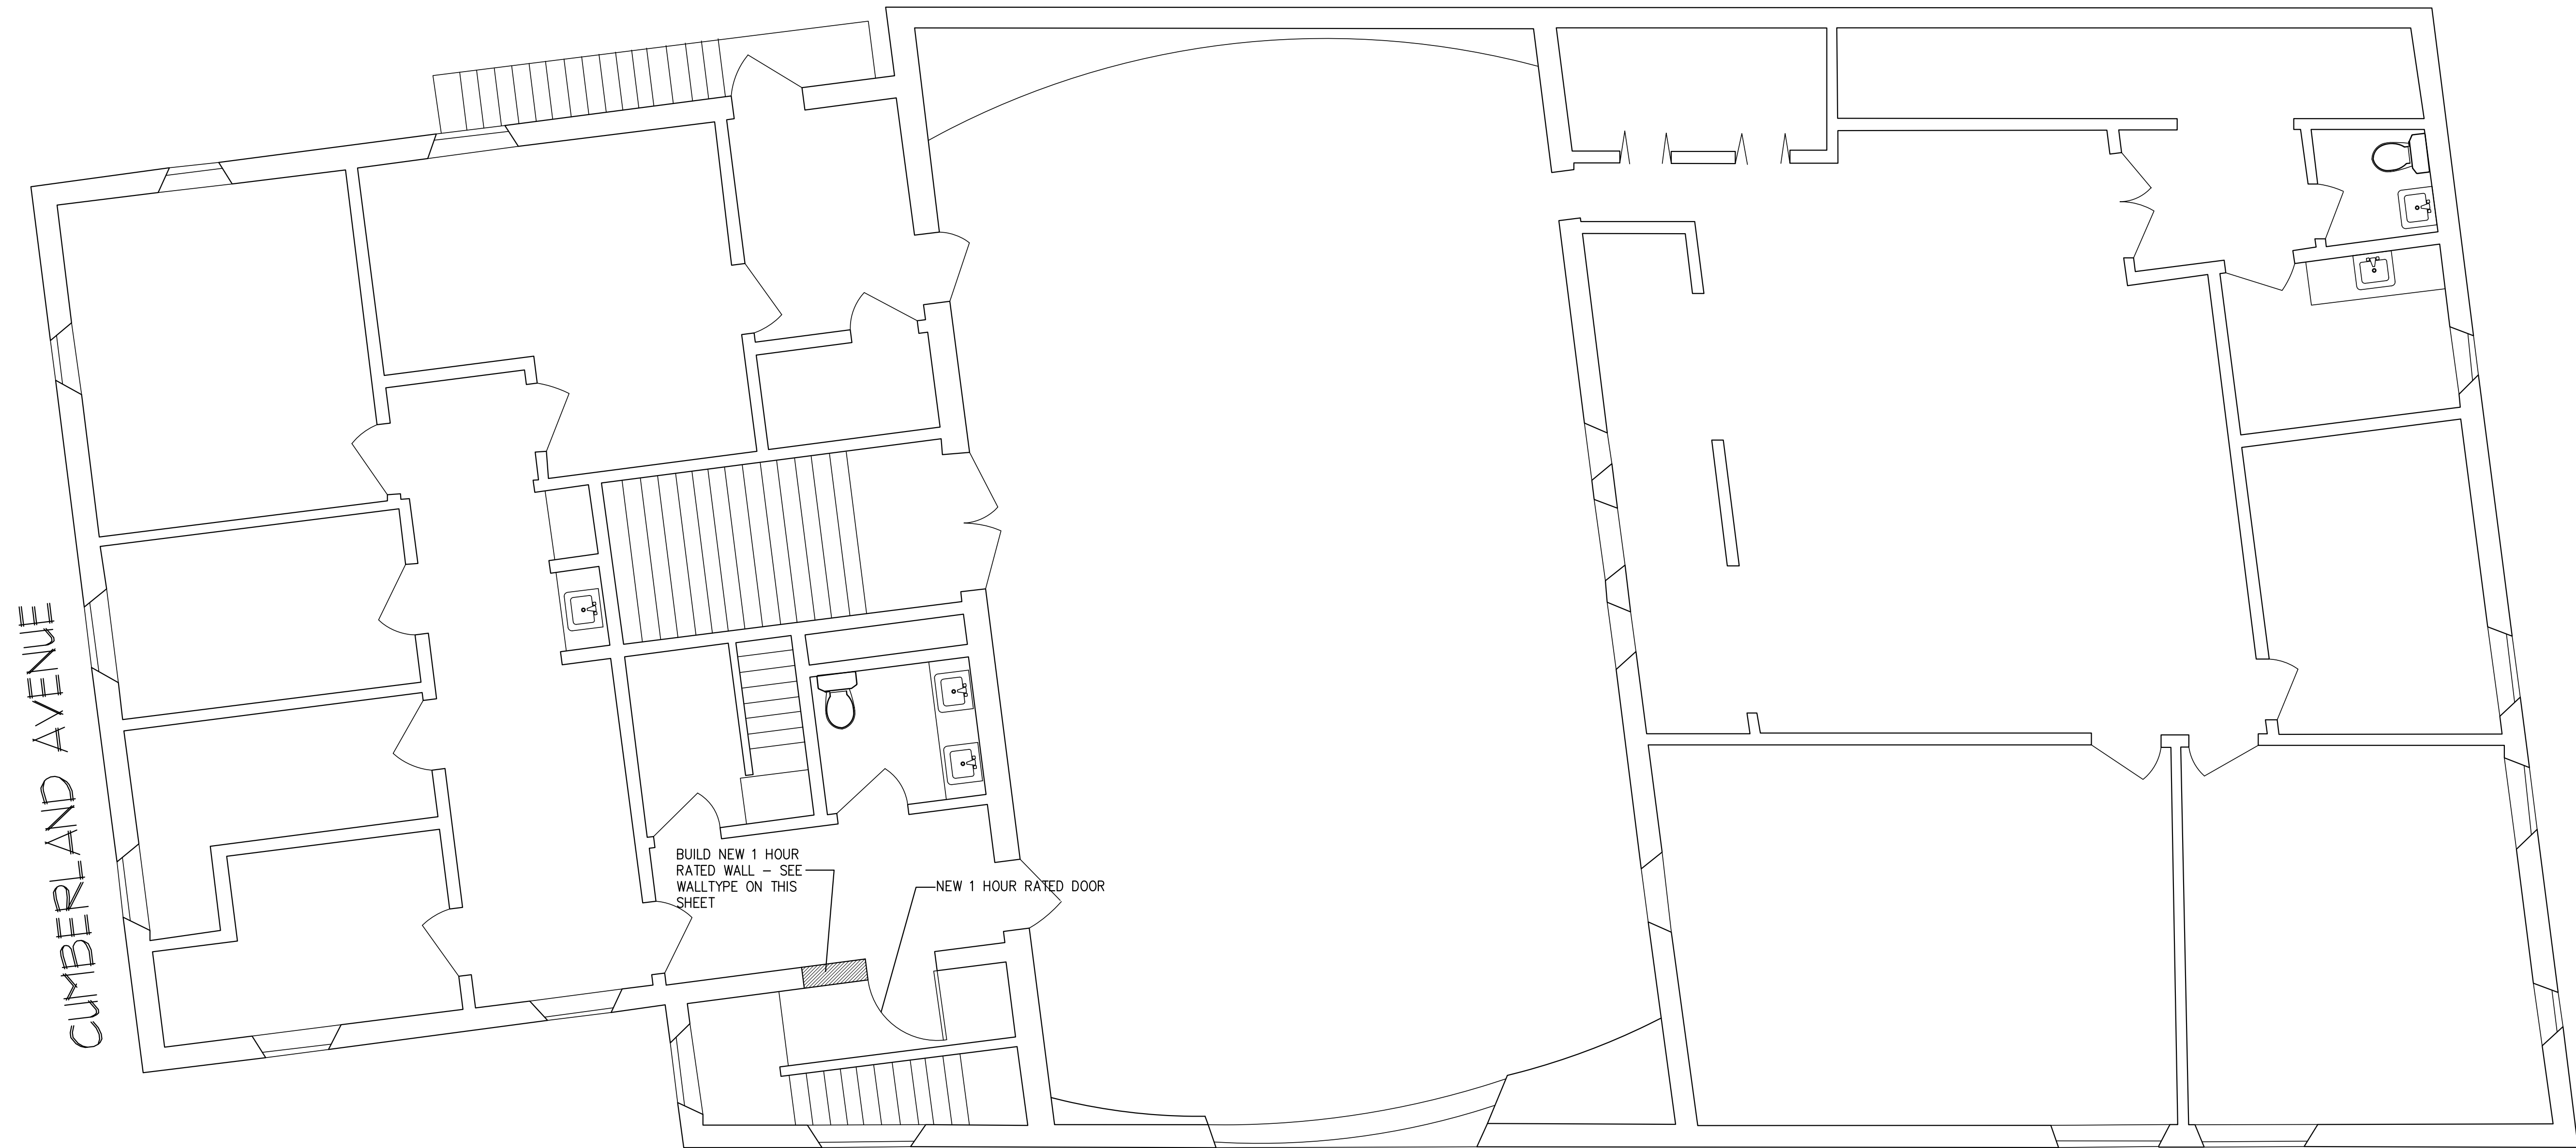 CUMBERLAND AVENUE
BUILD NEW 1 HOUR
RATED WALL – SEE
WALLTYPE ON THIS
SHEET
NEW 1 HOUR RATED DOOR